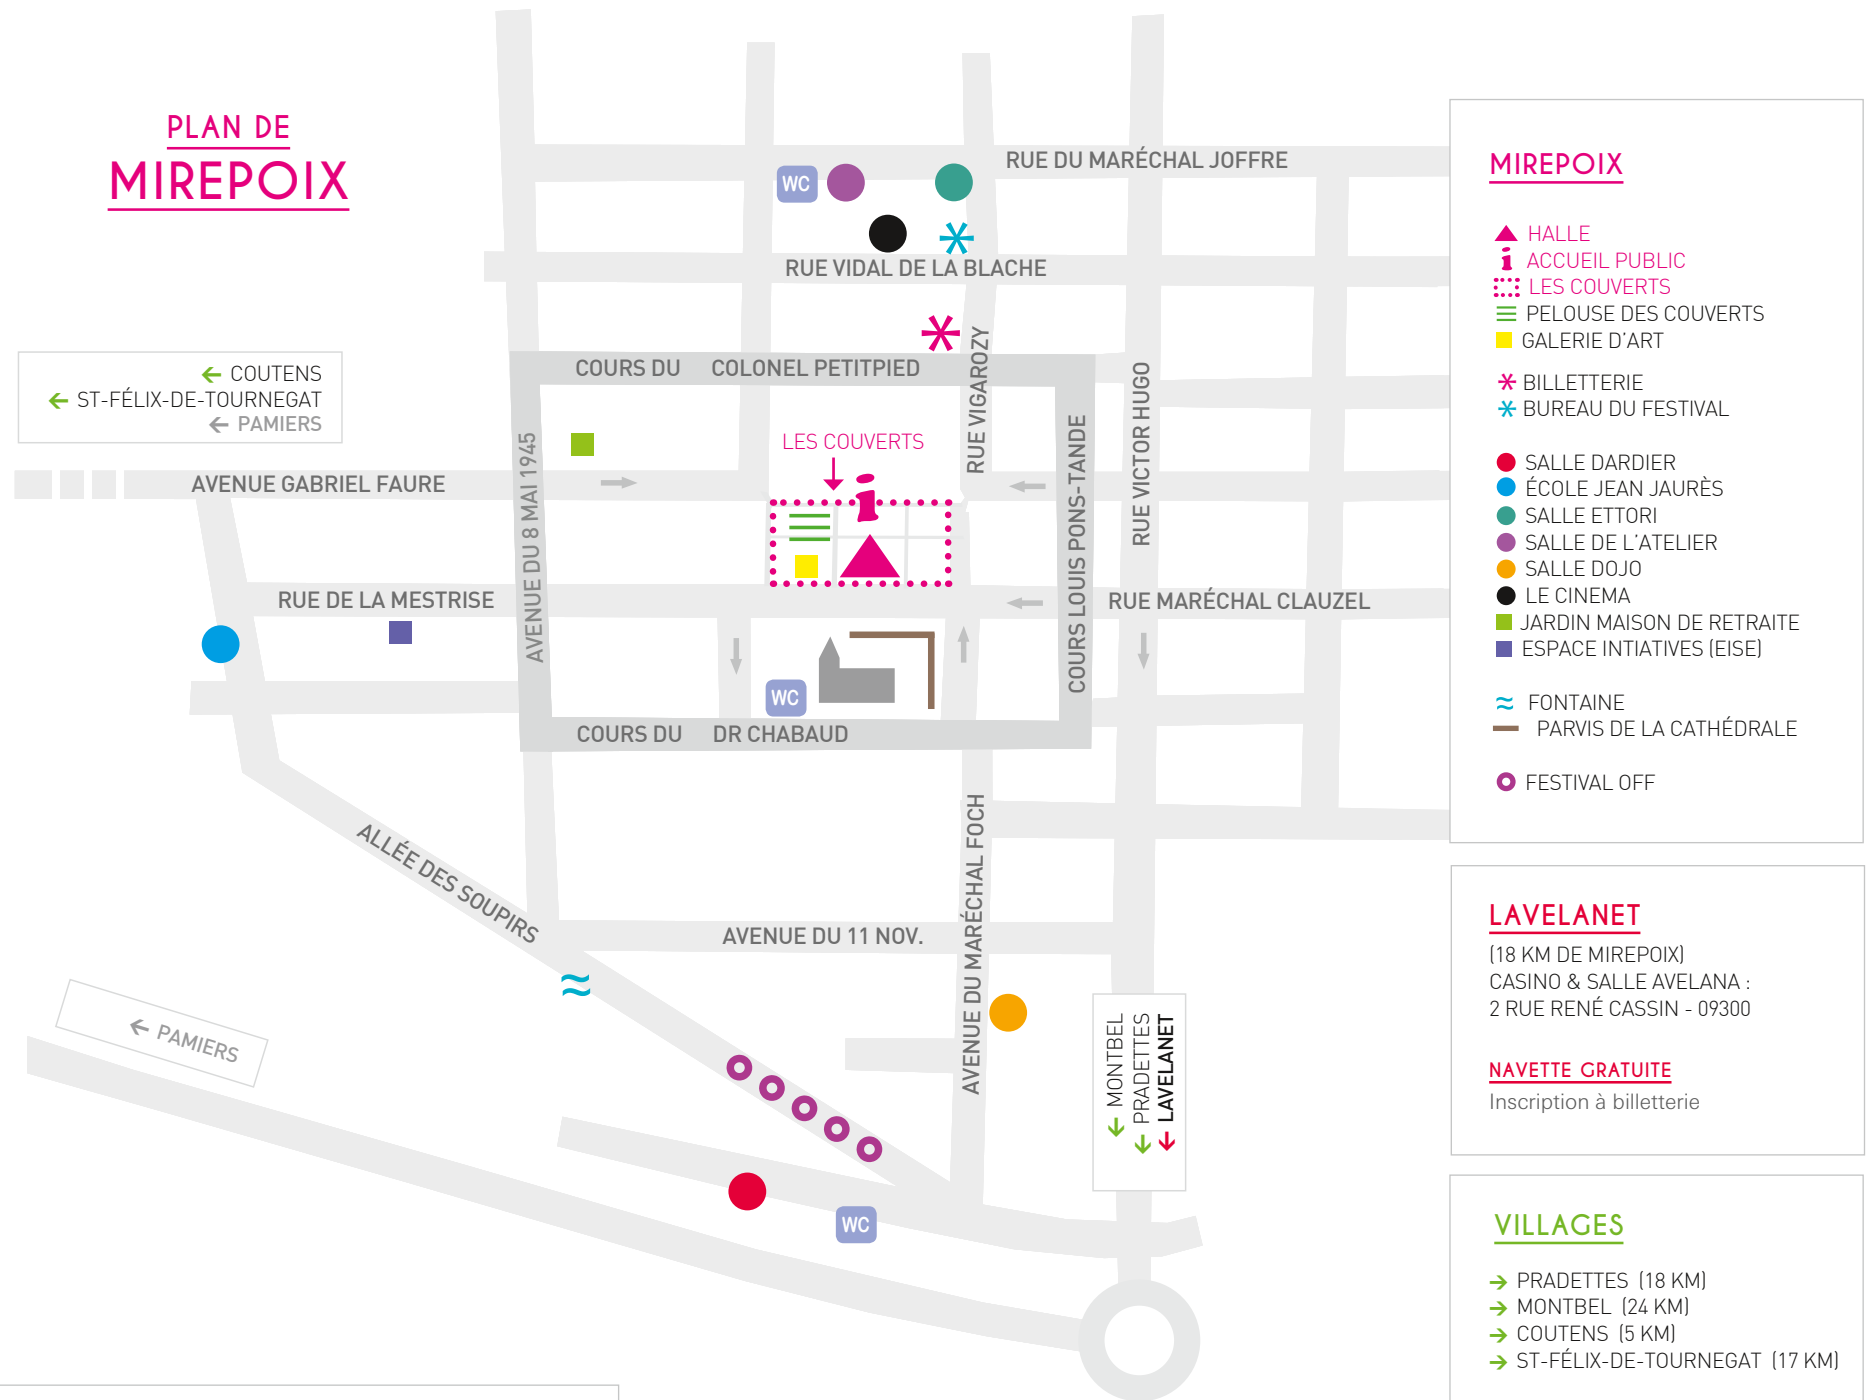 PLAN DE
MIREPOIX
RUE DU MARÉCHAL JOFFRE
WC
RUE VIDAL DE LA BLACHE
RUE VIGAROZY
COURS DU COLONEL PETITPIED
COUTENS
ST-FÉLIX-DE-TOURNEGAT
PAMIERS
AVENUE GABRIEL FAURE
AVENUE DU 8 MAI 1945
LES COUVERTS
i
COURS LOUIS PONS-TANDE
RUE VICTOR HUGO
RUE DE LA MESTRISE
RUE MARÉCHAL CLAUZEL
WC
COURS DU DR CHABAUD
ALLÉE DES SOUPIRS
AVENUE DU MARÉCHAL FOCH
AVENUE DU 11 NOV.
PAMIERS
MONTBEL
PRADETTES
LAVELANET
WC
MIREPOIX
HALLE
i ACCUEIL PUBLIC
LES COUVERTS
PELOUSE DES COUVERTS
GALERIE D'ART
BILLETTERIE
BUREAU DU FESTIVAL
SALLE DARDIER
ÉCOLE JEAN JAURÈS
SALLE ETTORI
SALLE DE L'ATELIER
SALLE DOJO
LE CINEMA
JARDIN MAISON DE RETRAITE
ESPACE INTIATIVES (EISE)
FONTAINE
PARVIS DE LA CATHÉDRALE
FESTIVAL OFF
LAVELANET
(18 KM DE MIREPOIX)
CASINO & SALLE AVELANA :
2 RUE RENÉ CASSIN - 09300
NAVETTE GRATUITE
Inscription à billetterie
VILLAGES
PRADETTES (18 KM)
MONTBEL (24 KM)
COUTENS (5 KM)
ST-FÉLIX-DE-TOURNEGAT (17 KM)